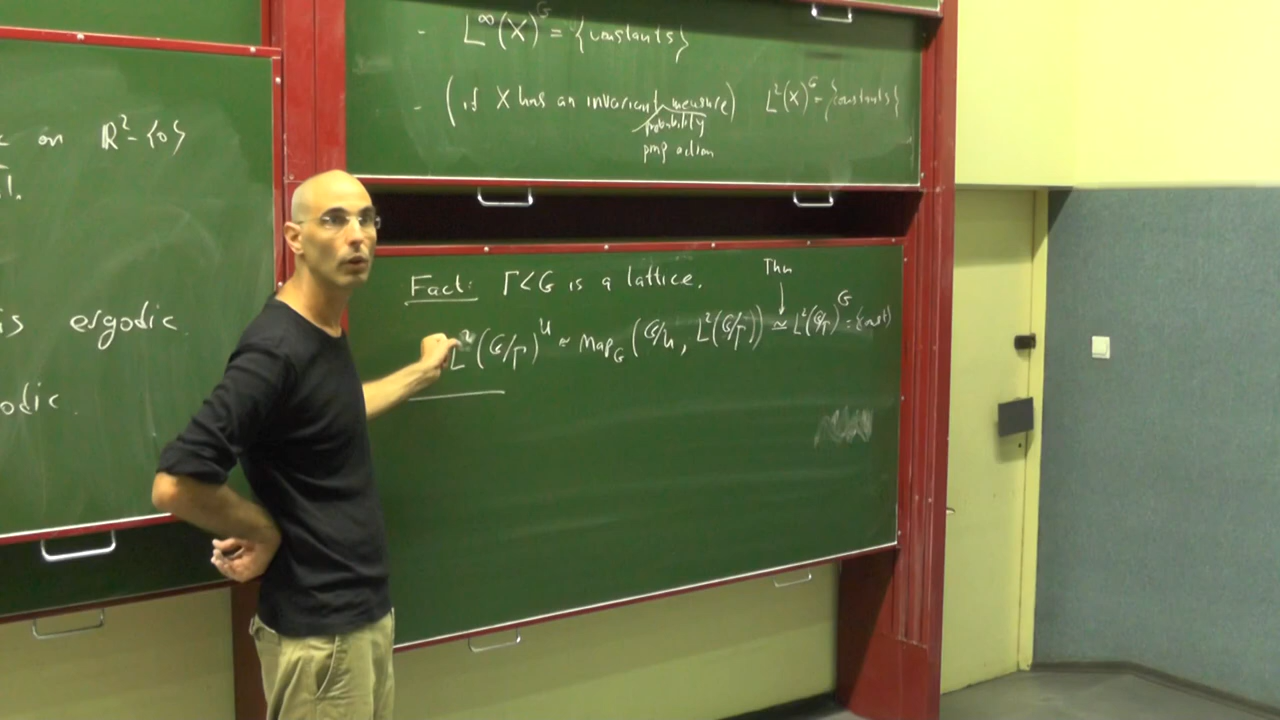 on ℝ²-{0}
is ergodic.
odic.
- L^∞(X)^G = {constants}
- (if X has an invariant measure) L²(X)^G = {constants}
probability
pmp action
Fact: Γ<G is a lattice.
Thm
↓
L²(G/Γ)^U ≃ Map_G(G/U, L²(G/Γ)) ≃ L²(G/Γ)^G = {const}